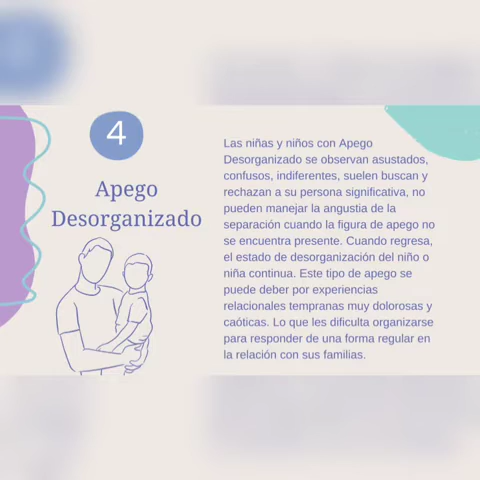 4
Apego
Desorganizado
Las niñas y niños con Apego
Desorganizado se observan asustados,
confusos, indiferentes, suelen buscan y
rechazan a su persona significativa, no
pueden manejar la angustia de la
separación cuando la figura de apego no
se encuentra presente. Cuando regresa,
el estado de desorganización del niño o
niña continua. Este tipo de apego se
puede deber por experiencias
relacionales tempranas muy dolorosas y
caóticas. Lo que les dificulta organizarse
para responder de una forma regular en
la relación con sus familias.